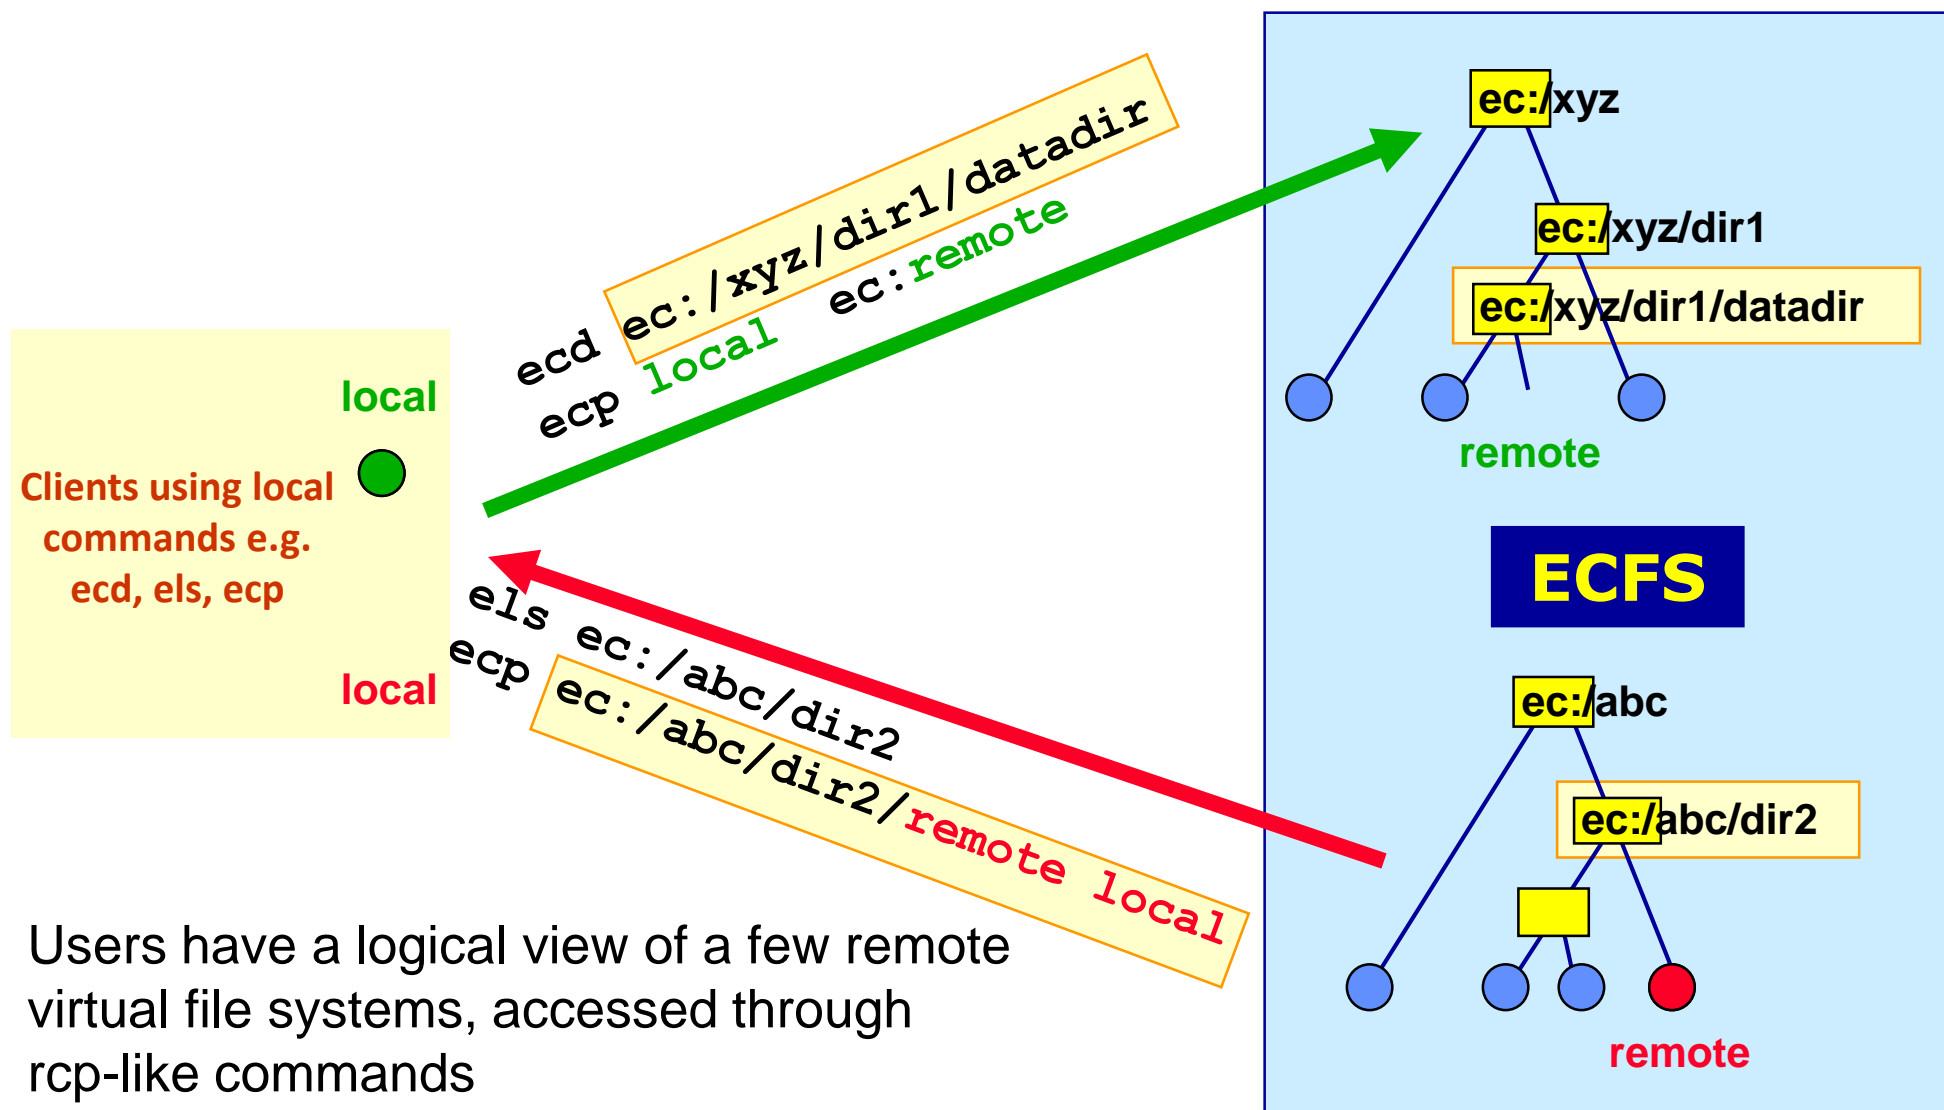 ec:/xyz
ec:/xyz/dir1
ec:/xyz/dir1/datadir
remote
ecd ec:/xyz/dir1/datadir
ecp local ec:remote
local
Clients using local
commands e.g.
ecd, els, ecp
local
ECFS
els ec:/abc/dir2
ecp ec:/abc/dir2/remote local
ec:/abc
ec:/abc/dir2
remote
Users have a logical view of a few remote
virtual file systems, accessed through
rcp-like commands